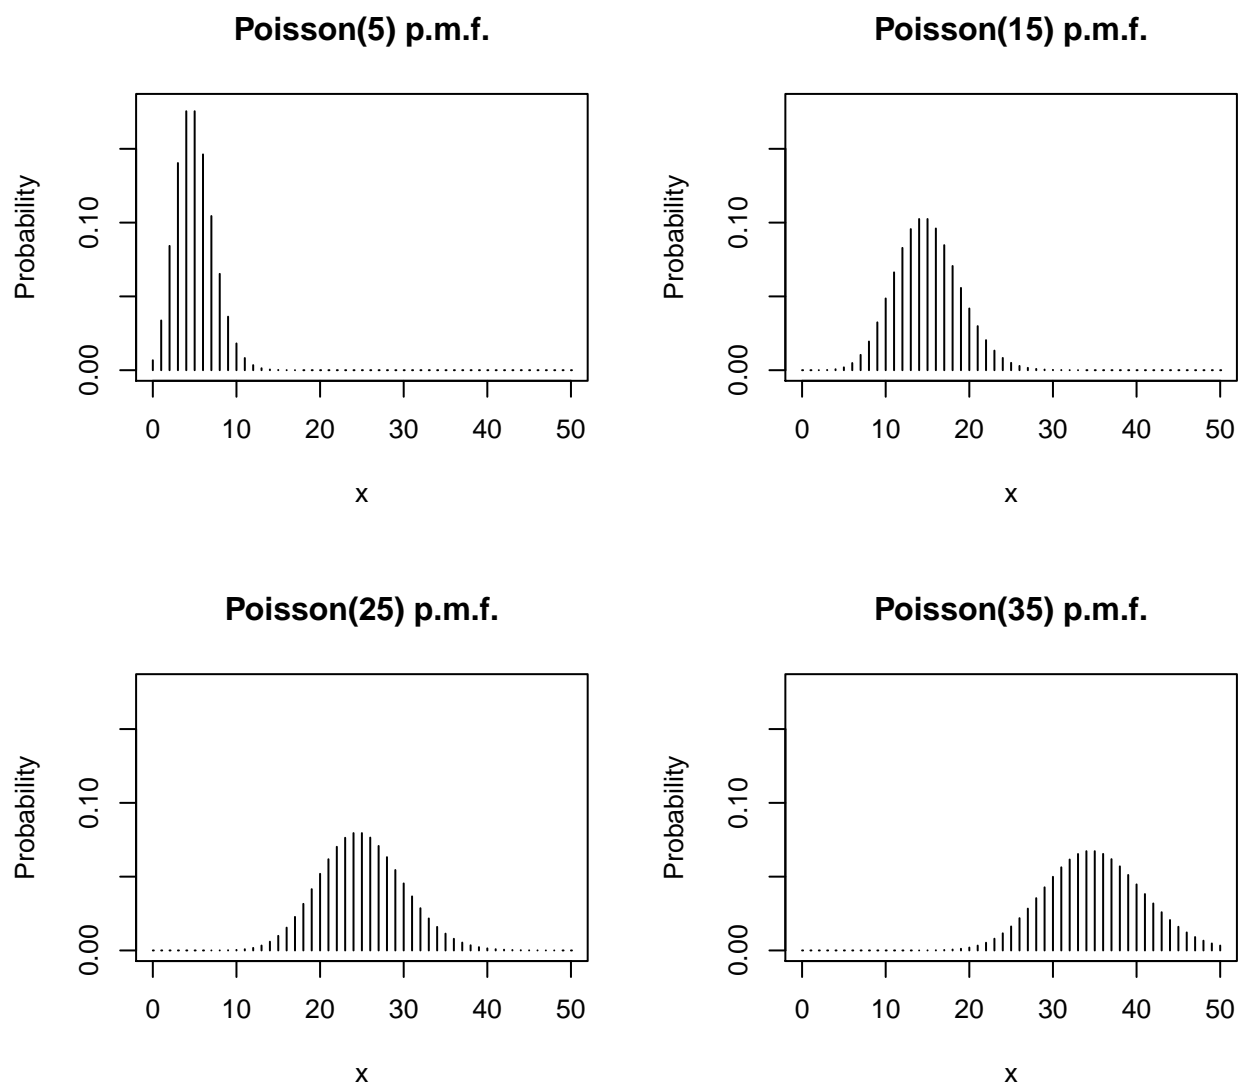 Poisson(5) p.m.f.
Probability
0.00 0.10
0 10 20 30 40 50
x
Poisson(15) p.m.f.
Probability
0.00 0.10
0 10 20 30 40 50
x
Poisson(25) p.m.f.
Probability
0.00 0.10
0 10 20 30 40 50
x
Poisson(35) p.m.f.
Probability
0.00 0.10
0 10 20 30 40 50
x